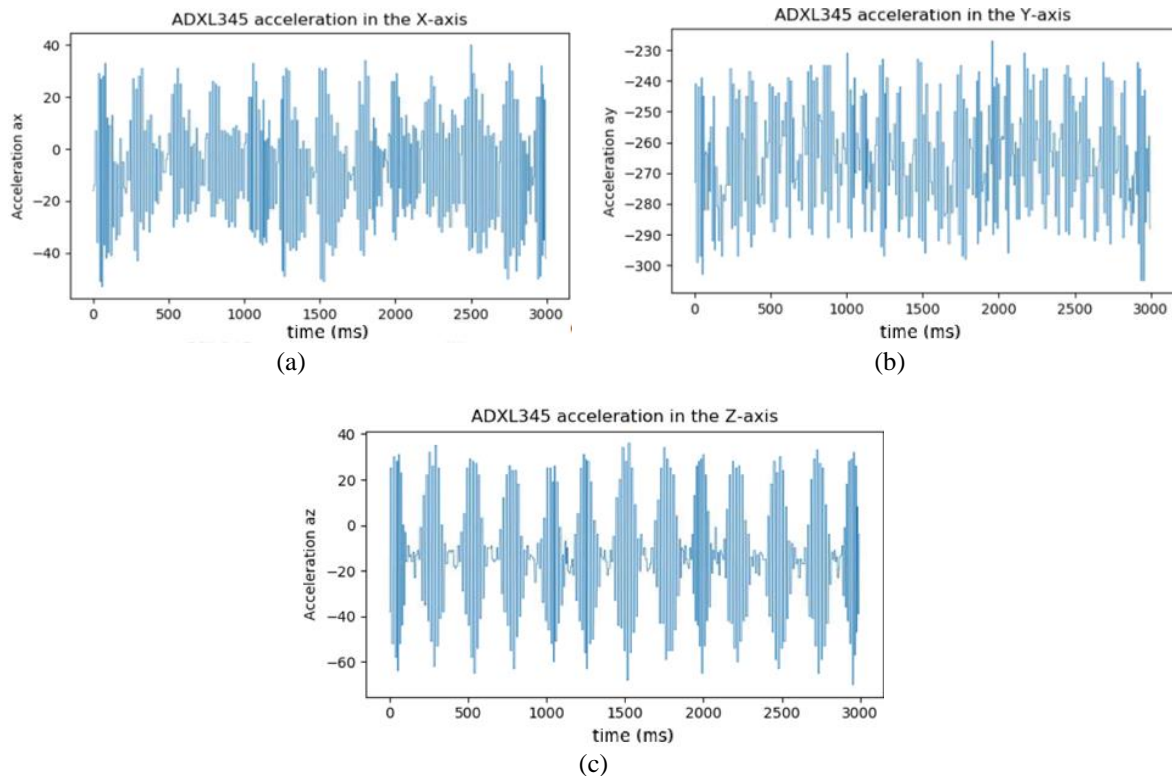 ADXL345 acceleration in the X-axis
Acceleration ax
40
20
0
−20
−40
0 500 1000 1500 2000 2500 3000
time (ms)
(a)
ADXL345 acceleration in the Y-axis
Acceleration ay
−230
−240
−250
−260
−270
−280
−290
−300
0 500 1000 1500 2000 2500 3000
time (ms)
(b)
ADXL345 acceleration in the Z-axis
Acceleration az
40
20
0
−20
−40
−60
0 500 1000 1500 2000 2500 3000
time (ms)
(c)